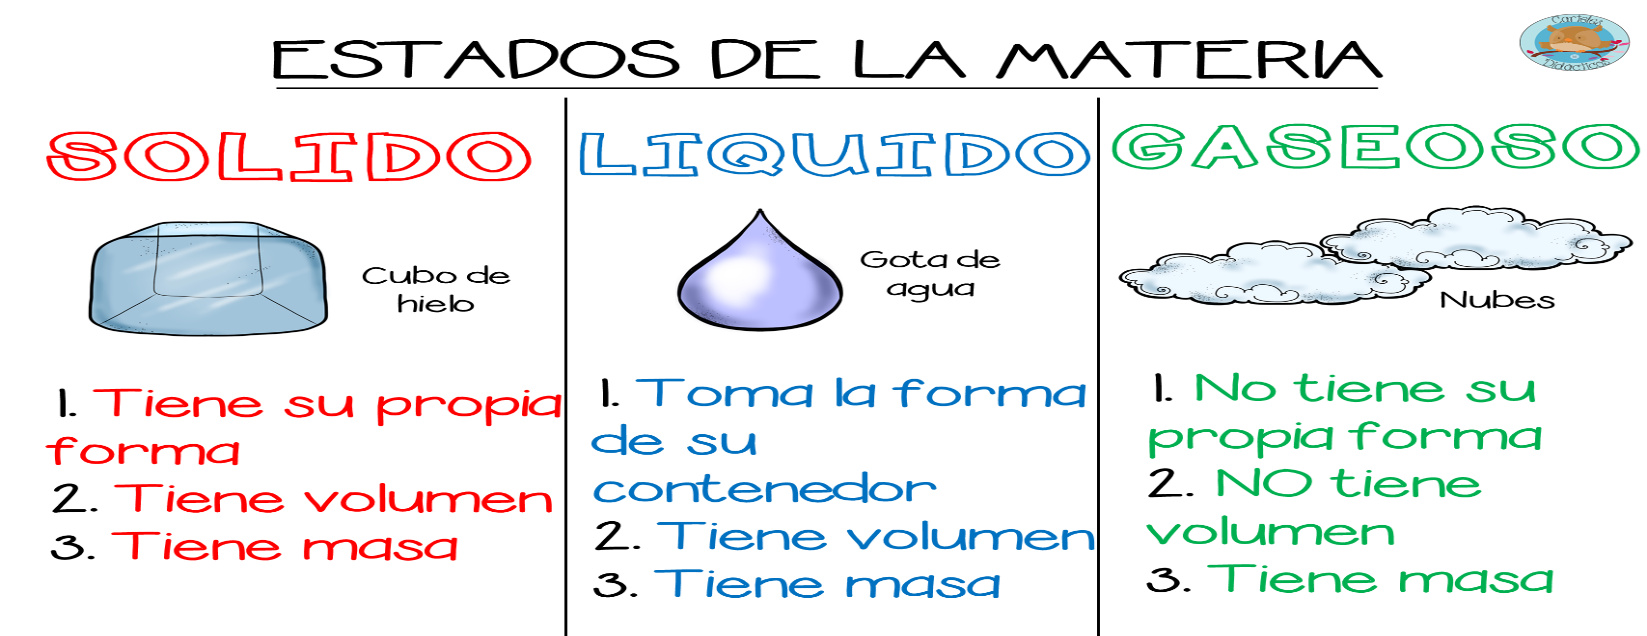 ESTADOS DE LA MATERIA
Caristas
Didácticos
SOLIDO
Cubo de
hielo
1. Tiene su propia
forma
2. Tiene volumen
3. Tiene masa
LIQUIDO
Gota de
agua
1. Toma la forma
de su
contenedor
2. Tiene volumen
3. Tiene masa
GASEOSO
Nubes
1. No tiene su
propia forma
2. NO tiene
volumen
3. Tiene masa